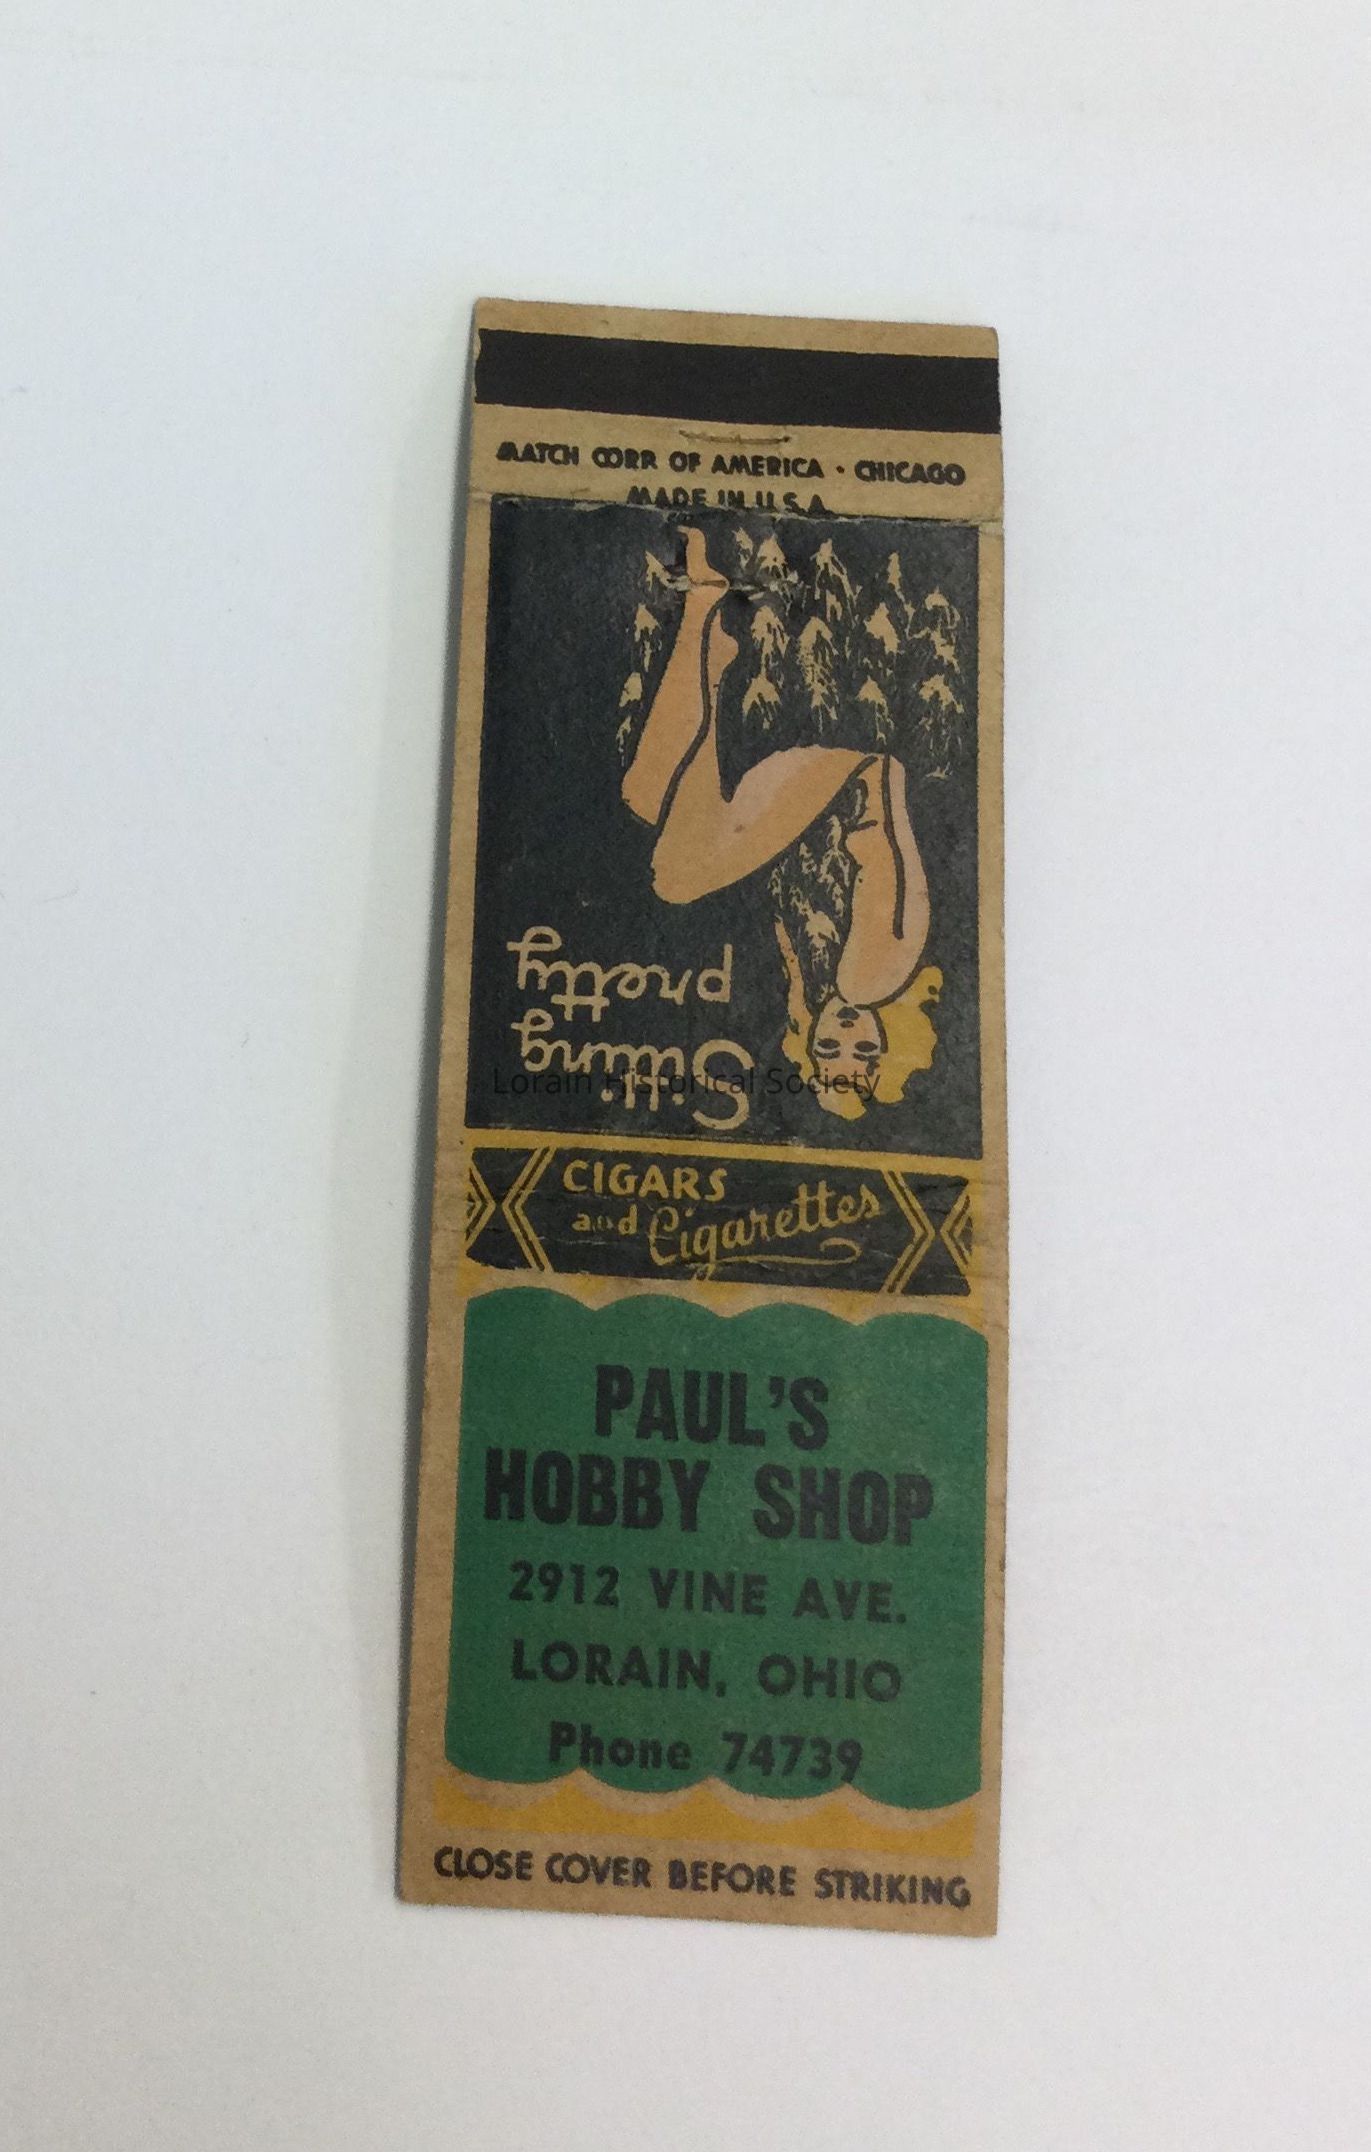 MATCH CORP. OF AMERICA · CHICAGO
MADE IN U.S.A.
Sitting
pretty
Lorain Historical Society
CIGARS
and Cigarettes
PAUL'S
HOBBY SHOP
2912 VINE AVE.
LORAIN, OHIO
Phone 74739
CLOSE COVER BEFORE STRIKING